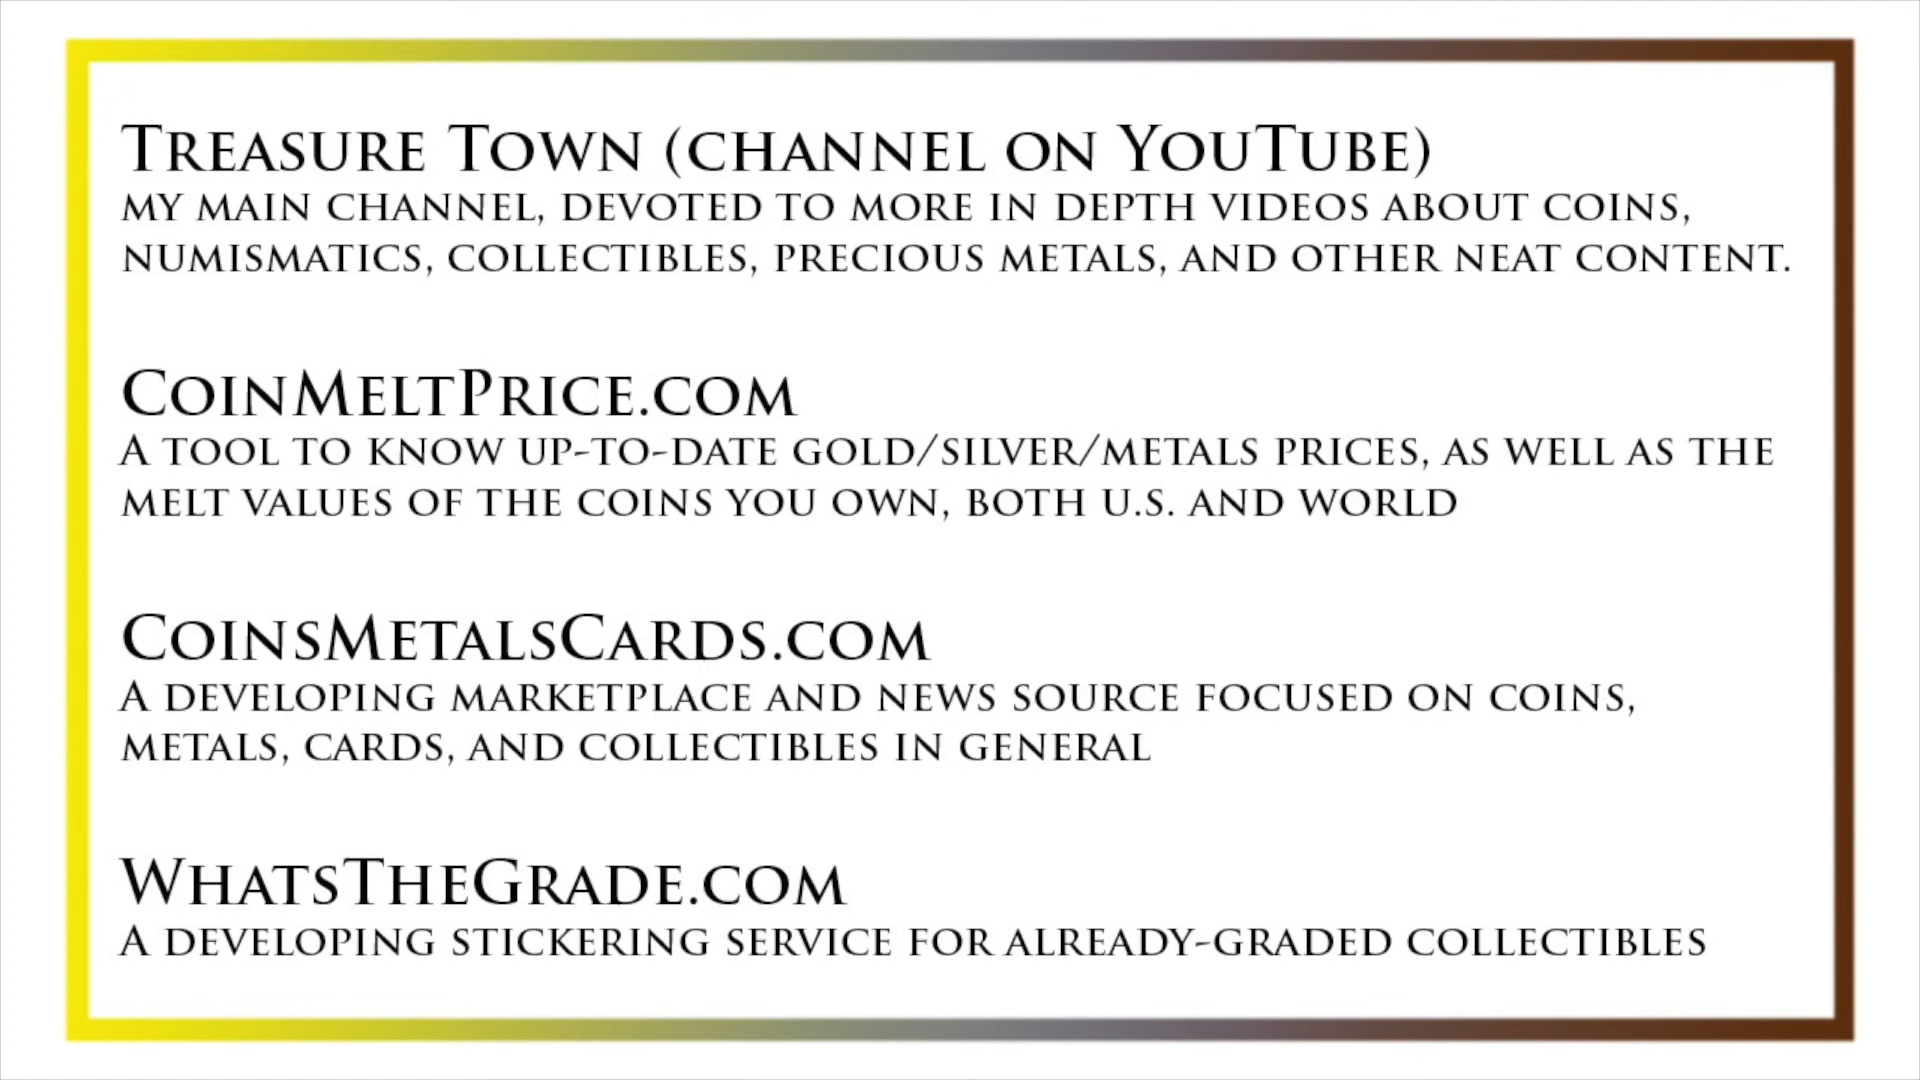 Treasure Town (channel on YouTube)
my main channel, devoted to more in depth videos about coins,
numismatics, collectibles, precious metals, and other neat content.
CoinMeltPrice.com
A tool to know up-to-date gold/silver/metals prices, as well as the
melt values of the coins you own, both U.S. and world
CoinsMetalsCards.com
A developing marketplace and news source focused on coins,
metals, cards, and collectibles in general
WhatsTheGrade.com
A developing stickering service for already-graded collectibles